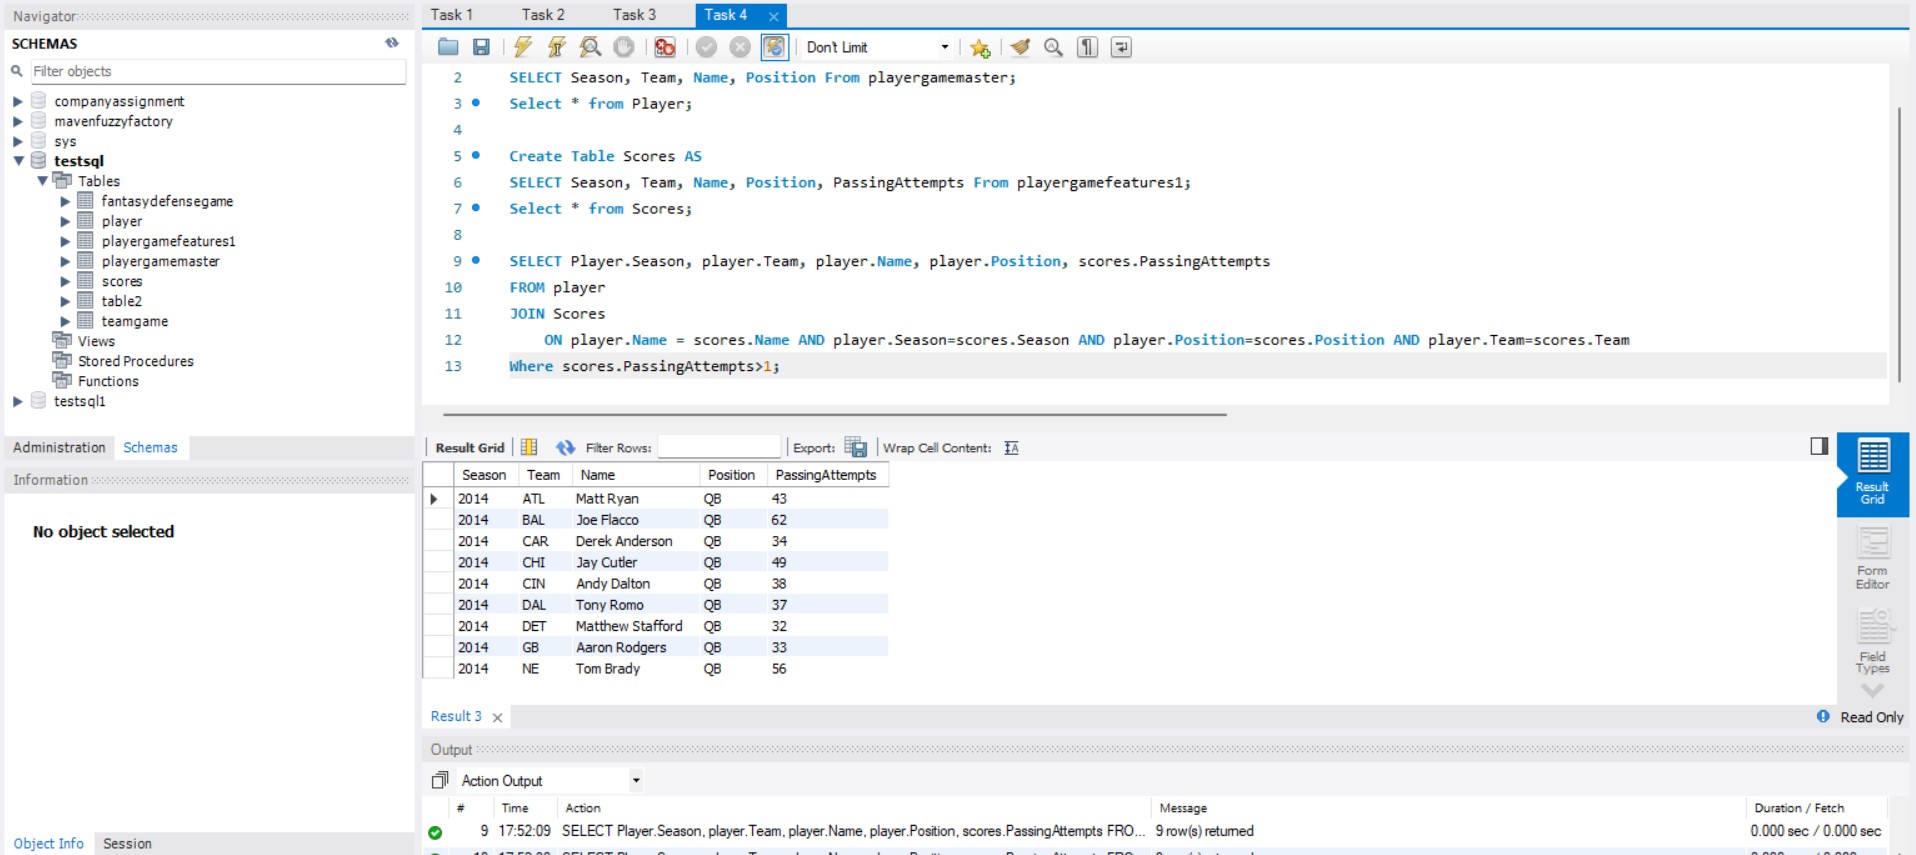 Navigator
SCHEMAS
Filter objects
companyassignment
mavenfuzzyfactory
sys
testsql
Tables
fantasydefensegame
player
playergamefeatures1
playergamemaster
scores
table2
teamgame
Views
Stored Procedures
Functions
testsql1
Administration Schemas
Information
No object selected
Object Info Session
Task 1 Task 2 Task 3 Task 4
Don't Limit
2 SELECT Season, Team, Name, Position From playergamemaster;
3 Select * from Player;
4
5 Create Table Scores AS
6 SELECT Season, Team, Name, Position, PassingAttempts From playergamefeatures1;
7 Select * from Scores;
8
9 SELECT Player.Season, player.Team, player.Name, player.Position, scores.PassingAttempts
10 FROM player
11 JOIN Scores
12 ON player.Name = scores.Name AND player.Season=scores.Season AND player.Position=scores.Position AND player.Team=scores.Team
13 Where scores.PassingAttempts>1;
Result Grid Filter Rows: Export: Wrap Cell Content:
Season Team Name Position PassingAttempts
2014 ATL Matt Ryan QB 43
2014 BAL Joe Flacco QB 62
2014 CAR Derek Anderson QB 34
2014 CHI Jay Cutler QB 49
2014 CIN Andy Dalton QB 38
2014 DAL Tony Romo QB 37
2014 DET Matthew Stafford QB 32
2014 GB Aaron Rodgers QB 33
2014 NE Tom Brady QB 56
Result
Grid
Form
Editor
Field
Types
Result 3 Read Only
Output
Action Output
# Time Action Message Duration / Fetch
9 17:52:09 SELECT Player.Season, player.Team, player.Name, player.Position, scores.PassingAttempts FRO... 9 row(s) returned 0.000 sec / 0.000 sec